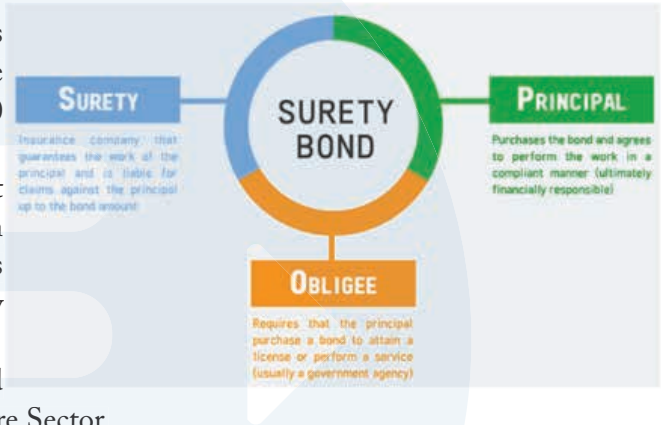 SURETY
Insurance company that
guarantees the work of the
principal and is liable for
claims against the principal
up to the bond amount
SURETY
BOND
PRINCIPAL
Purchases the bond and agrees
to perform the work in a
compliant manner (ultimately
financially responsible)
OBLIGEE
Requires that the principal
purchase a bond to attain a
license or perform a service
(usually a government agency)
re Sector